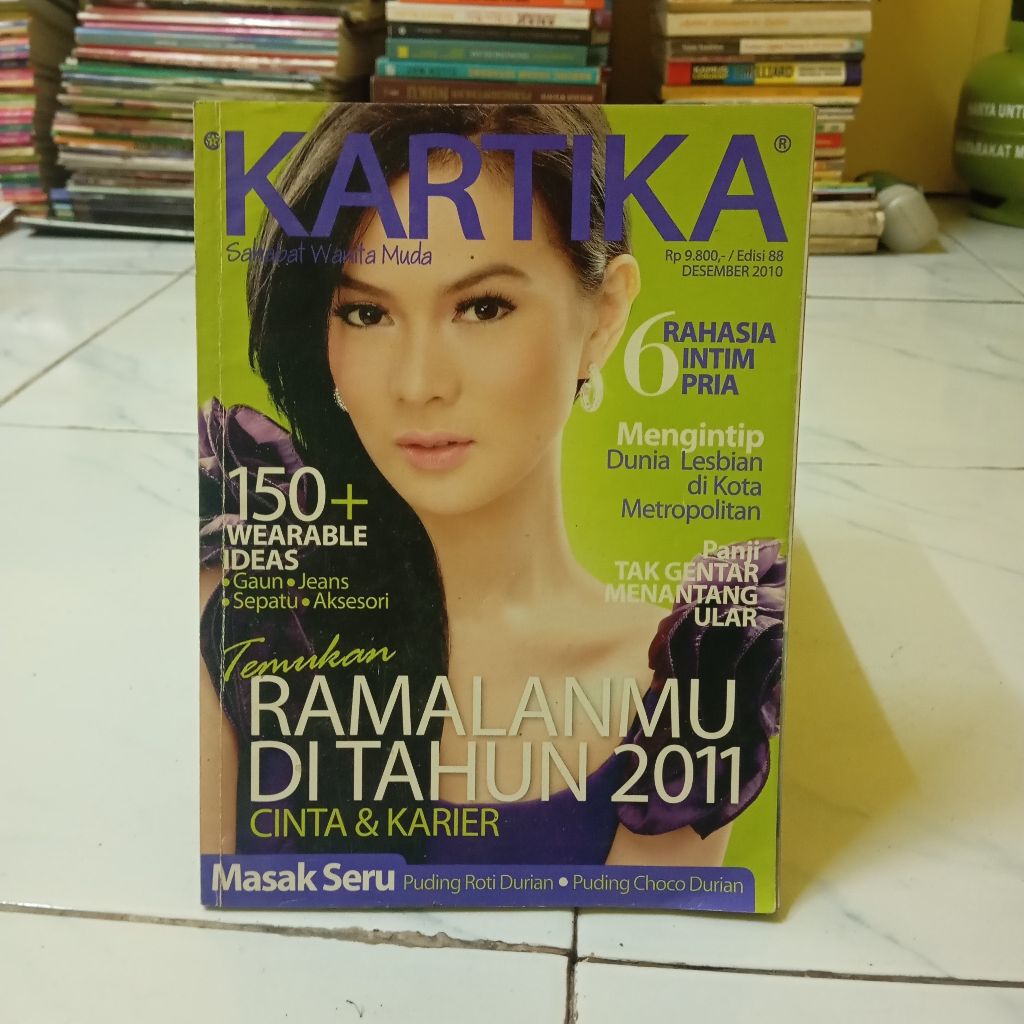 KARTIKA®
Sahabat Wanita Muda
Rp 9.800,- / Edisi 88
DESEMBER 2010
6 RAHASIA
INTIM
PRIA
Mengintip
Dunia Lesbian
di Kota
Metropolitan
150+
WEARABLE
IDEAS
• Gaun • Jeans
• Sepatu • Aksesori
Panji
TAK GENTAR
MENANTANG
ULAR
Temukan
RAMALANMU
DI TAHUN 2011
CINTA & KARIER
Masak Seru Puding Roti Durian • Puding Choco Durian